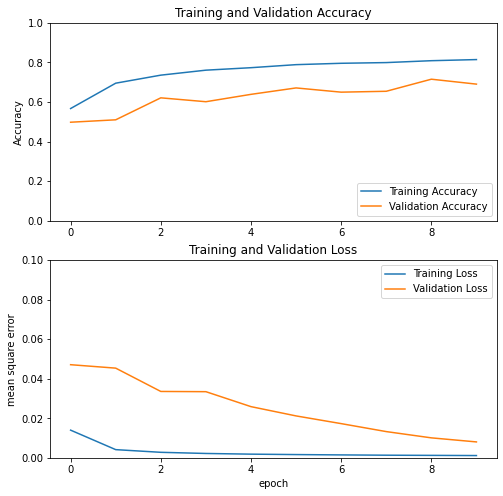 Training and Validation Accuracy
1.0
0.8
0.6
0.4
0.2
0.0
Accuracy
Training Accuracy
Validation Accuracy
0 2 4 6 8
Training and Validation Loss
0.10
0.08
0.06
0.04
0.02
0.00
mean square error
Training Loss
Validation Loss
0 2 4 6 8
epoch